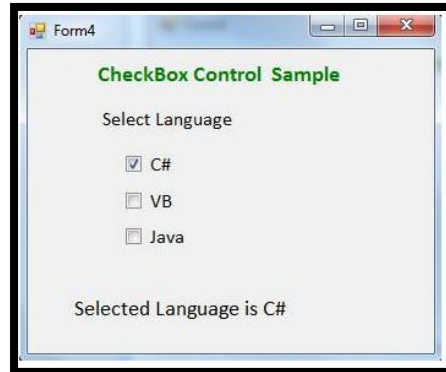 Form4
CheckBox Control Sample
Select Language
C#
VB
Java
Selected Language is C#